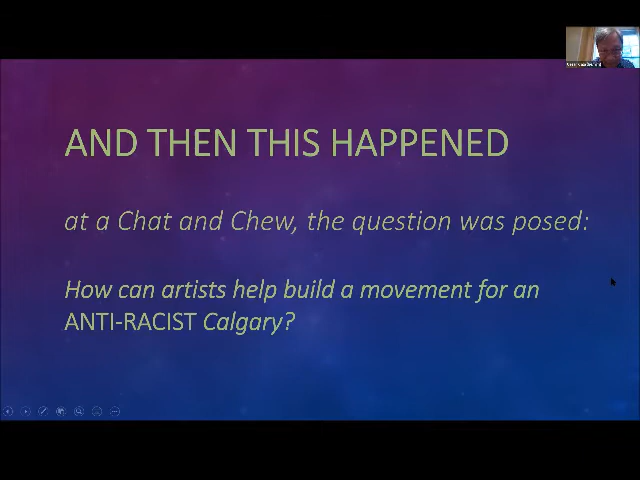 AND THEN THIS HAPPENED
at a Chat and Chew, the question was posed:
How can artists help build a movement for an
ANTI-RACIST Calgary?